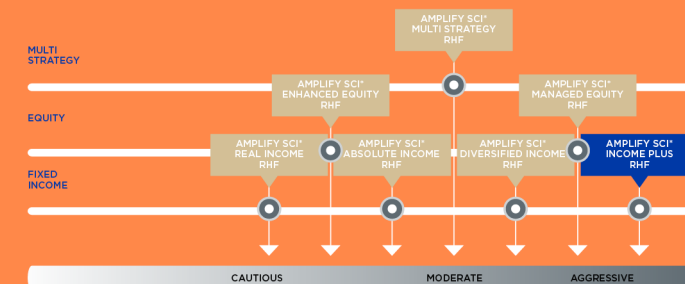 AMPLIFY SCI*
MULTI STRATEGY
RHF
MULTI
STRATEGY
AMPLIFY SCI*
ENHANCED EQUITY
RHF
AMPLIFY SCI*
MANAGED EQUITY
RHF
EQUITY
AMPLIFY SCI*
REAL INCOME
RHF
AMPLIFY SCI*
ABSOLUTE INCOME
RHF
AMPLIFY SCI*
DIVERSIFIED INCOME
RHF
AMPLIFY SCI*
INCOME PLUS
RHF
FIXED
INCOME
CAUTIOUS
MODERATE
AGGRESSIVE